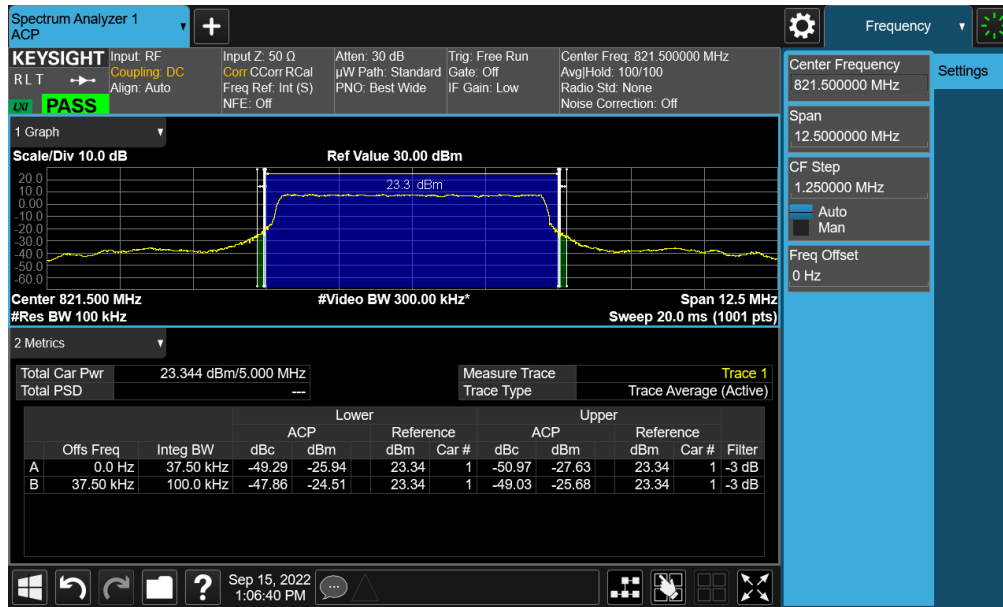 Spectrum Analyzer 1
ACP
+
Frequency
KEYSIGHT Input: RF Input Z: 50 Ω Atten: 30 dB Trig: Free Run Center Freq: 821.500000 MHz
R L T Coupling: DC Corr CCorr RCal µW Path: Standard Gate: Off Avg|Hold: 100/100
Align: Auto Freq Ref: Int (S) PNO: Best Wide IF Gain: Low Radio Std: None
LXI PASS NFE: Off Noise Correction: Off
Center Frequency
821.500000 MHz
Settings
Span
12.5000000 MHz
CF Step
1.250000 MHz
Auto
Man
Freq Offset
0 Hz
1 Graph
Scale/Div 10.0 dB Ref Value 30.00 dBm
23.3 dBm
20.0
10.0
0.00
-10.0
-20.0
-30.0
-40.0
-50.0
-60.0
Center 821.500 MHz #Video BW 300.00 kHz* Span 12.5 MHz
#Res BW 100 kHz Sweep 20.0 ms (1001 pts)
2 Metrics
Total Car Pwr 23.344 dBm/5.000 MHz Measure Trace Trace 1
Total PSD --- Trace Type Trace Average (Active)
Lower Upper
ACP Reference ACP Reference
Offs Freq Integ BW dBc dBm dBm Car # dBc dBm dBm Car # Filter
A 0.0 Hz 37.50 kHz -49.29 -25.94 23.34 1 -50.97 -27.63 23.34 1 -3 dB
B 37.50 kHz 100.0 kHz -47.86 -24.51 23.34 1 -49.03 -25.68 23.34 1 -3 dB
? Sep 15, 2022
1:06:40 PM